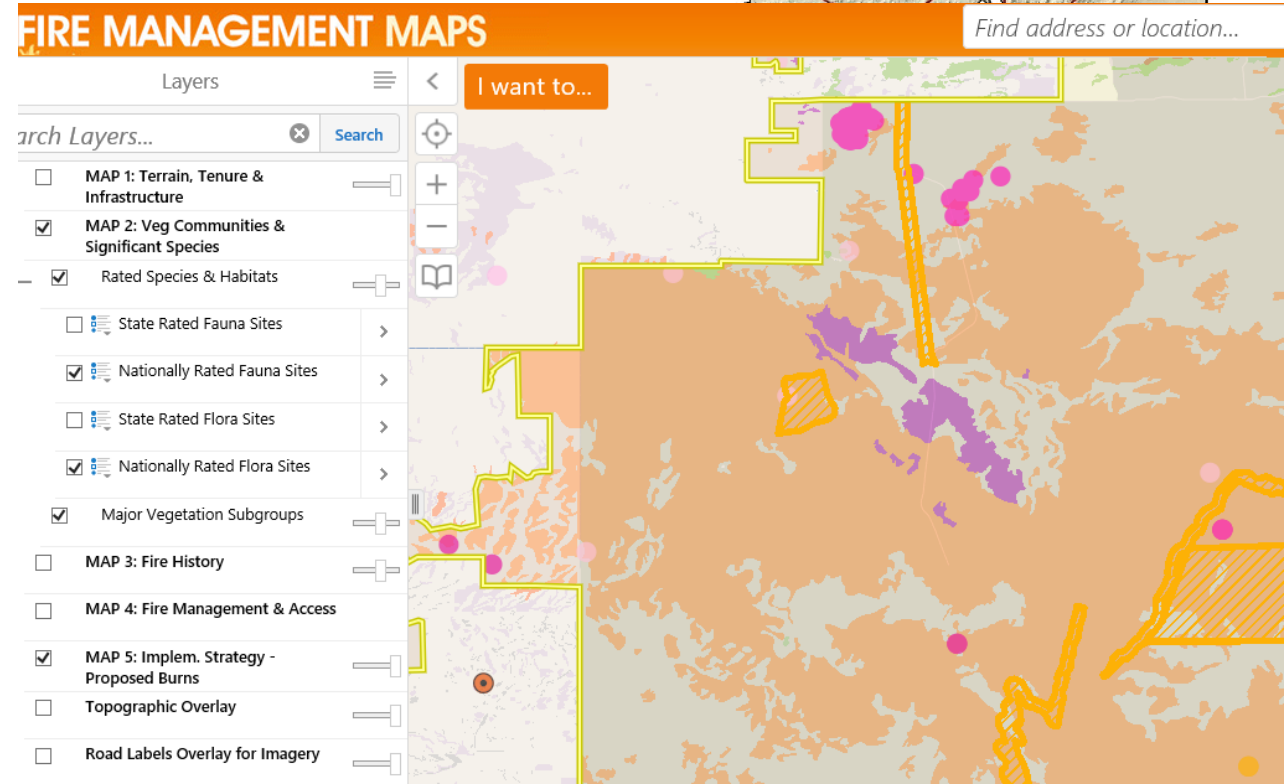 FIRE MANAGEMENT MAPS
Find address or location...
Layers
I want to...
arch Layers...
Search
MAP 1: Terrain, Tenure &
Infrastructure
MAP 2: Veg Communities &
Significant Species
Rated Species & Habitats
State Rated Fauna Sites
Nationally Rated Fauna Sites
State Rated Flora Sites
Nationally Rated Flora Sites
Major Vegetation Subgroups
MAP 3: Fire History
MAP 4: Fire Management & Access
MAP 5: Implem. Strategy -
Proposed Burns
Topographic Overlay
Road Labels Overlay for Imagery